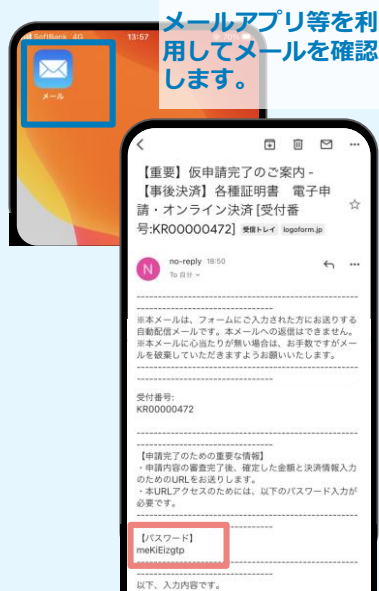 メールアプリ等を利
用してメールを確認
します。
SoftBank 4G
13:57
メール
【重要】仮申請完了のご案内 -
【事後決済】各種証明書　電子申
請・オンライン決済 [受付番
号:KR00000472] 受信トレイ logoform.jp
N
no-reply 18:50
To 自分
--------------------------------------------------------
----------------------------------
※本メールは、フォームにご入力された方にお送りする
自動配信メールです。本メールへの返信はできません。
※本メールに心当たりが無い場合は、お手数ですがメー
ルを破棄していただきますようお願いいたします。
--------------------------------------------------------
----------------------------------
受付番号:
KR00000472
--------------------------------------------------------
----------------------------------
【申請完了のための重要な情報】
・申請内容の審査完了後、確定した金額と決済情報入力
のためのURLをお送りします。
・本URLアクセスのためには、以下のパスワード入力が
必要です。
--------------------------------------------------------
----------------------------------
【パスワード】
meKiEizgtp
--------------------------------------------------------
----------------------------------
以下、入力内容です。